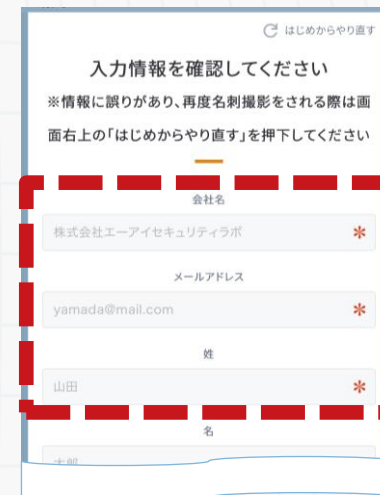 はじめからやり直す
入力情報を確認してください
※情報に誤りがあり、再度名刺撮影をされる際は画
面右上の「はじめからやり直す」を押下してください
会社名
株式会社エーアイセキュリティラボ
*
メールアドレス
yamada@mail.com
*
姓
山田
*
名